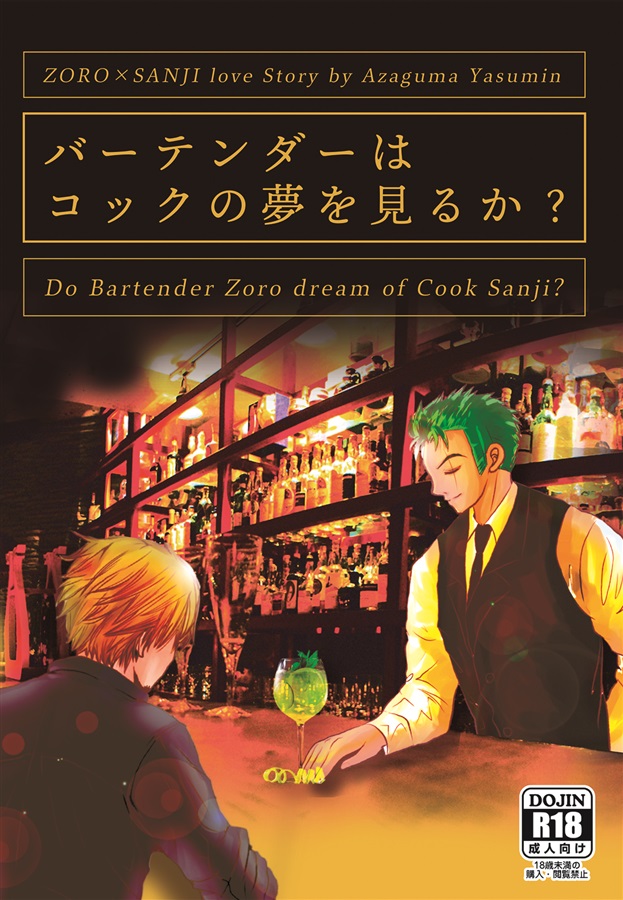 ZORO×SANJI love Story by Azaguma Yasumin
バーテンダーは
コックの夢を見るか？
Do Bartender Zoro dream of Cook Sanji?
DOJIN
R18
成人向け
18歳未満の
購入・閲覧禁止